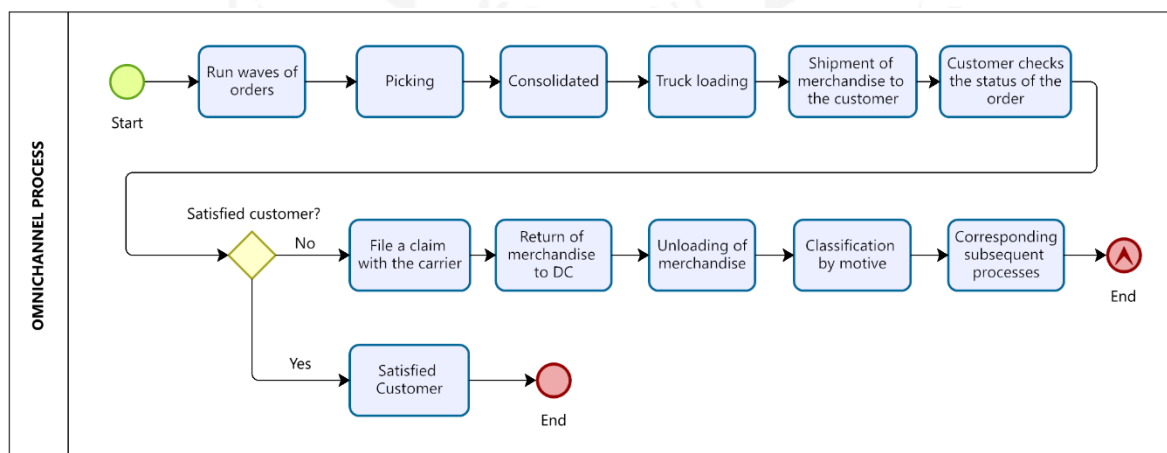 OMNICHANNEL PROCESS
Start
Run waves of
orders
Picking
Consolidated
Truck loading
Shipment of
merchandise to
the customer
Customer checks
the status of the
order
Satisfied customer?
No
File a claim
with the carrier
Return of
merchandise
to DC
Unloading of
merchandise
Classification
by motive
Corresponding
subsequent
processes
End
Yes
Satisfied
Customer
End